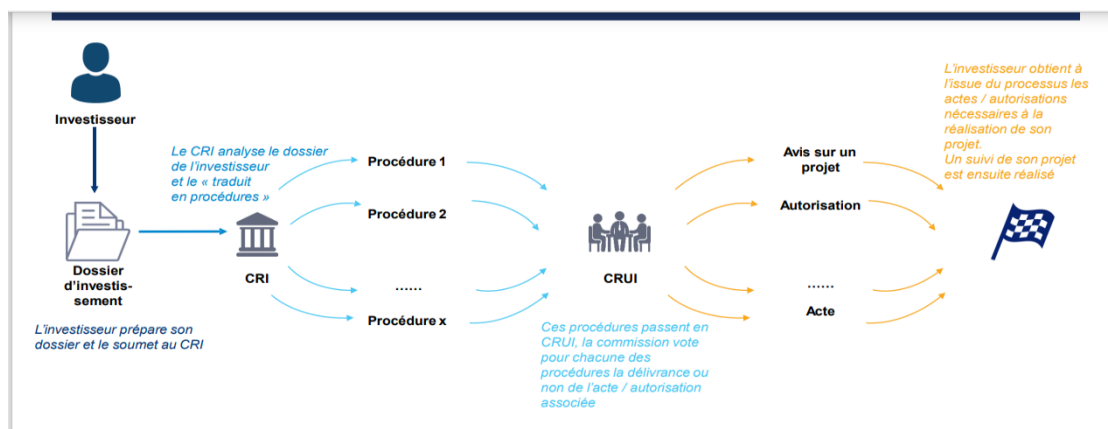 Investisseur
Dossier
d'investis-
sement
L'investisseur prépare son
dossier et le soumet au CRI
Le CRI analyse le dossier
de l'investisseur
et le « traduit
en procédures »
CRI
Procédure 1
Procédure 2
......
Procédure x
CRUI
Ces procédures passent en
CRUI, la commission vote
pour chacune des
procédures la délivrance ou
non de l'acte / autorisation
associée
Avis sur un
projet
Autorisation
......
Acte
L'investisseur obtient à
l'issue du processus les
actes / autorisations
nécessaires à la
réalisation de son
projet.
Un suivi de son projet
est ensuite réalisé